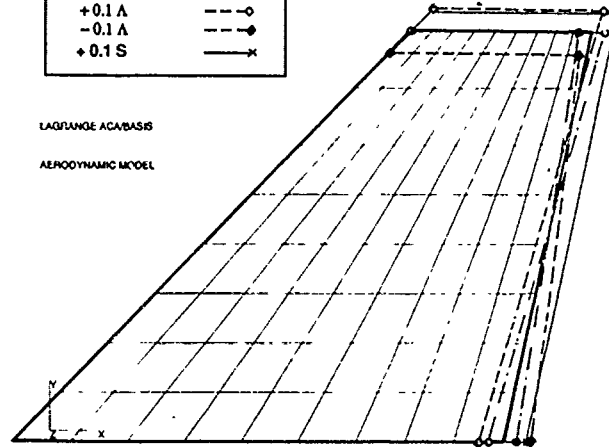 +0.1 Λ
−0.1 Λ
+0.1 S
LAGRANGE ACA/BASIS
AERODYNAMIC MODEL
Y
Z X